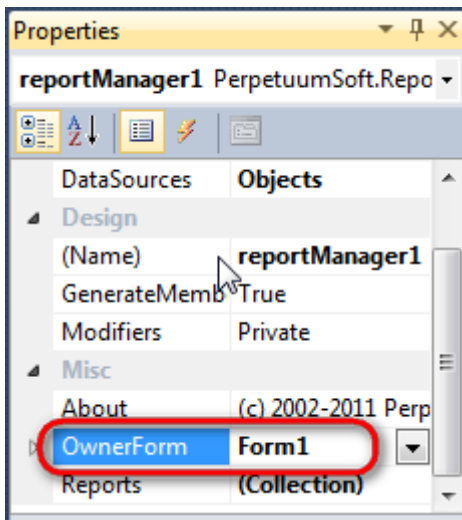 Properties
reportManager1 PerpetuumSoft.Repo
DataSources Objects
Design
(Name) reportManager1
GenerateMemb True
Modifiers Private
Misc
About (c) 2002-2011 Perp
OwnerForm Form1
Reports (Collection)